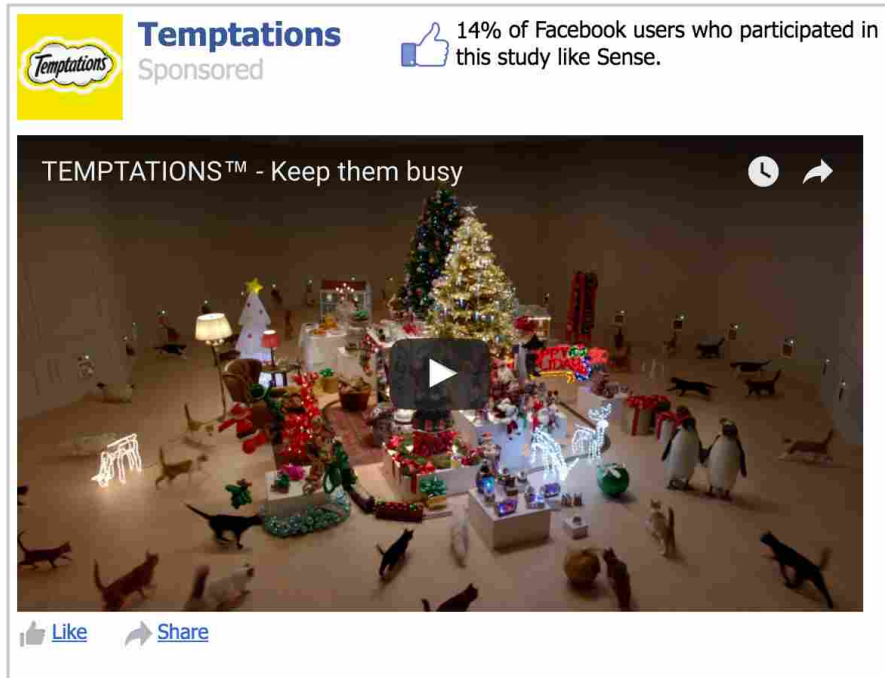 Temptations
Temptations
Sponsored
14% of Facebook users who participated in
this study like Sense.
TEMPTATIONS™ - Keep them busy
Like
Share